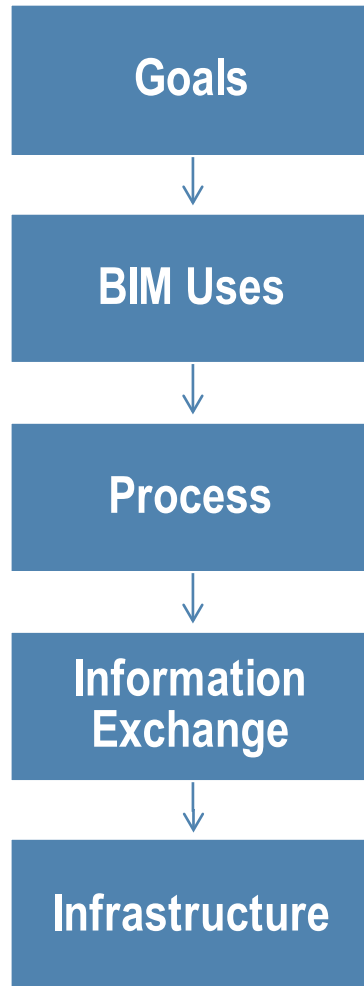 Goals
BIM Uses
Process
Information
Exchange
Infrastructure